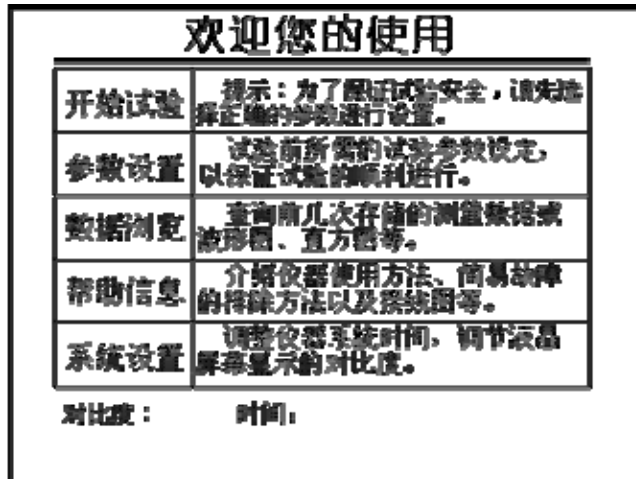 欢迎您的使用
开始试验
提示：为了保证试验安全，请先选
择正确的参数进行设置。
参数设置
试验前所需的试验参数设定，
以保证试验的顺利进行。
数据浏览
查询前几次存储的测量数据或
波形图、直方图等。
帮助信息
介绍仪器使用方法、简易故障
的排除方法以及接线图等。
系统设置
调整仪器系统时间，调节液晶
屏幕显示的对比度。
对比度：
时间：